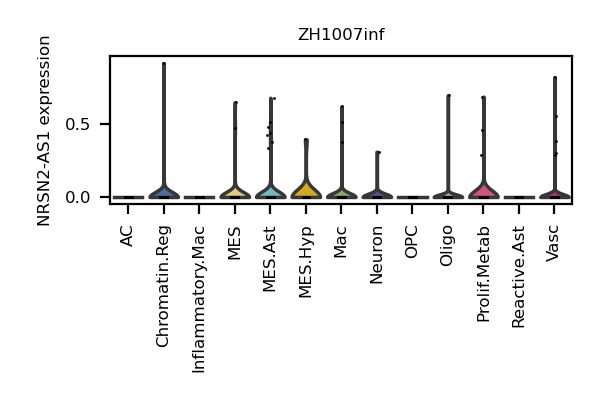 ZH1007inf
NRSN2-AS1 expression
0.5
0.0
AC
Chromatin.Reg
Inflammatory.Mac
MES
MES.Ast
MES.Hyp
Mac
Neuron
OPC
Oligo
Prolif.Metab
Reactive.Ast
Vasc